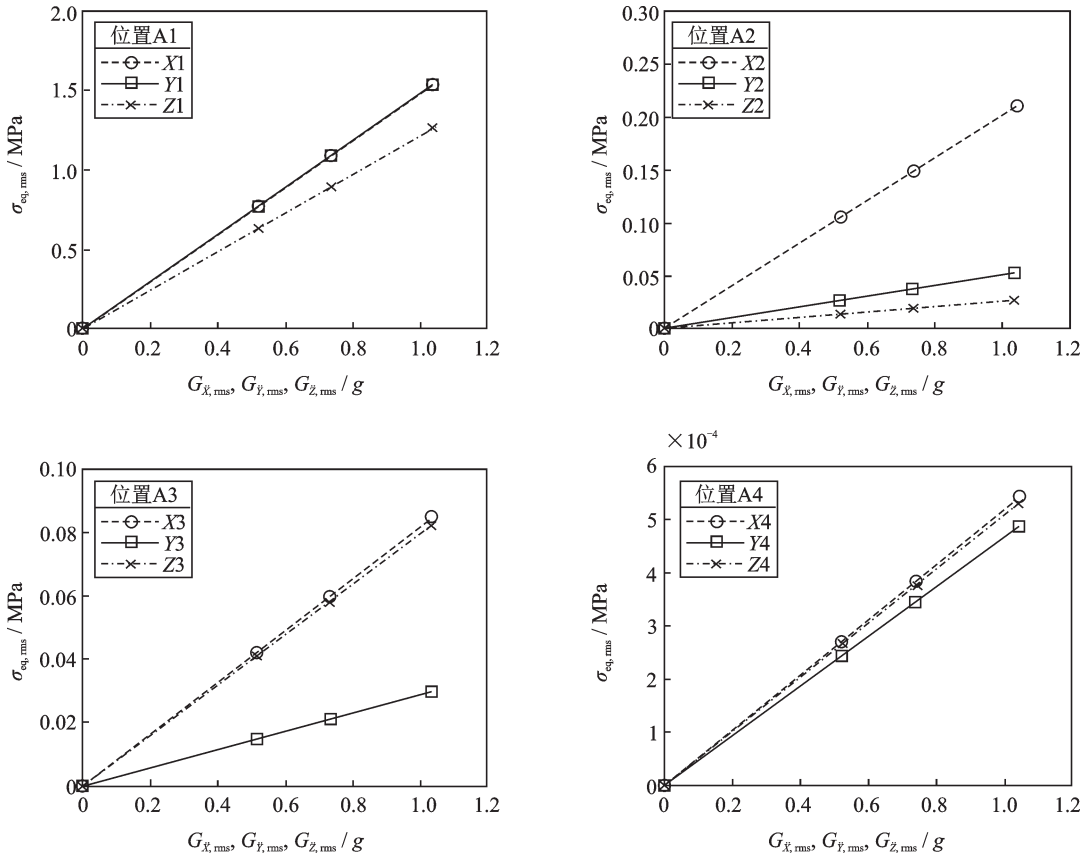 2.0
1.5
1.0
0.5
0
σeq, rms / MPa
位置A1
X1
Y1
Z1
0 0.2 0.4 0.6 0.8 1.0 1.2
GẌ, rms, GŸ, rms, GZ̈, rms / g
0.30
0.25
0.20
0.15
0.10
0.05
0
σeq, rms / MPa
位置A2
X2
Y2
Z2
0 0.2 0.4 0.6 0.8 1.0 1.2
GẌ, rms, GŸ, rms, GZ̈, rms / g
0.10
0.08
0.06
0.04
0.02
0
σeq, rms / MPa
位置A3
X3
Y3
Z3
0 0.2 0.4 0.6 0.8 1.0 1.2
GẌ, rms, GŸ, rms, GZ̈, rms / g
×10⁻⁴
6
5
4
3
2
1
0
σeq, rms / MPa
位置A4
X4
Y4
Z4
0 0.2 0.4 0.6 0.8 1.0 1.2
GẌ, rms, GŸ, rms, GZ̈, rms / g